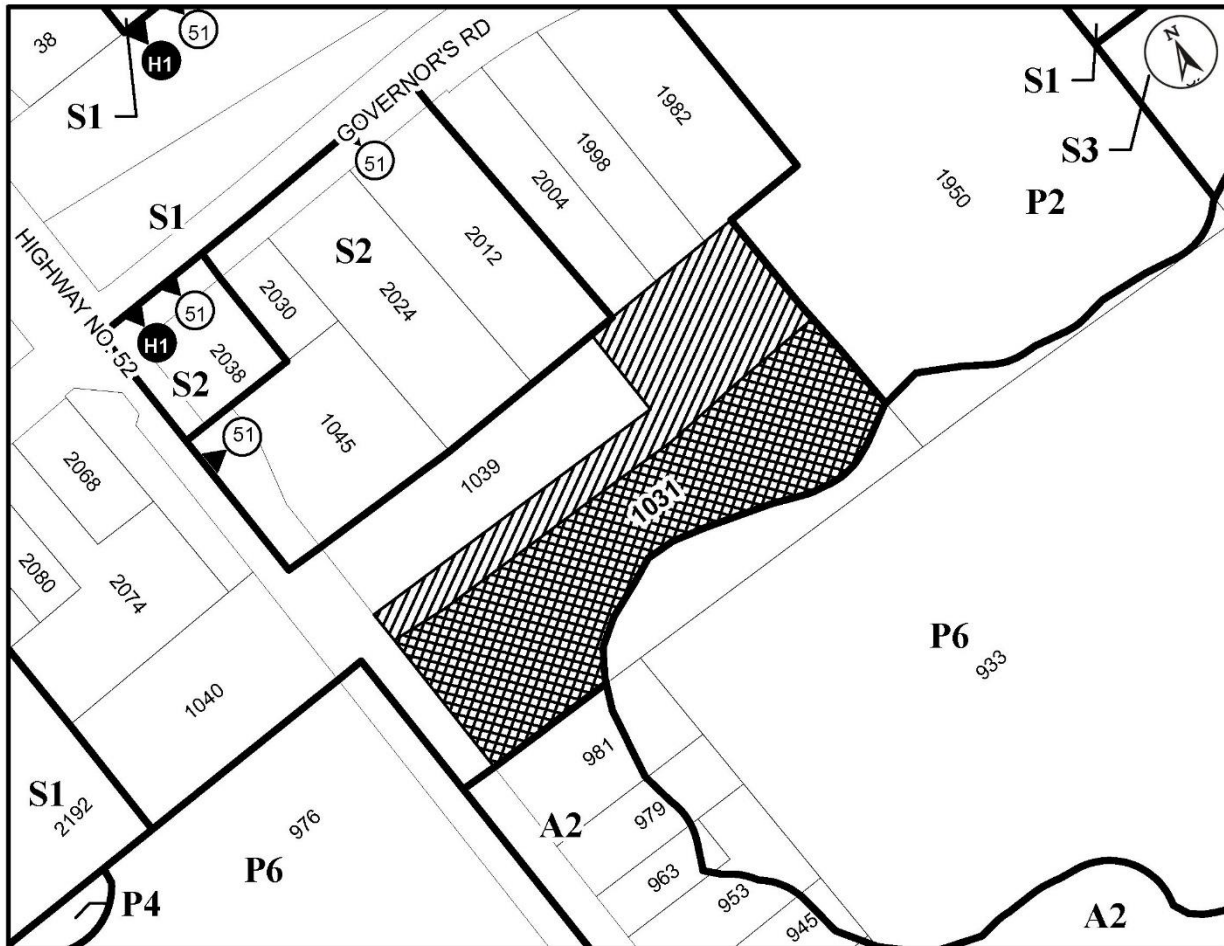 38
51
H1
S1
GOVERNOR'S RD
1982
S1
N
S3
51
1998
2004
1950
P2
S1
HIGHWAY NO. 52
S2
2012
2030
2024
51
H1
2038
S2
51
1045
1039
2068
1031
2080
2074
P6
933
1040
981
S1
2192
976
979
A2
P6
963
P4
953
945
A2